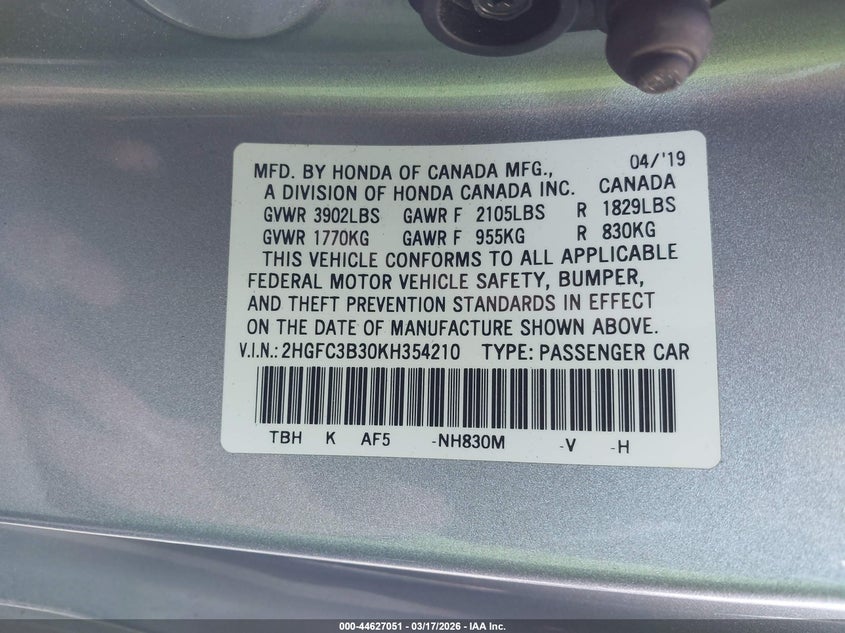 MFD. BY HONDA OF CANADA MFG., 04/'19
A DIVISION OF HONDA CANADA INC. CANADA
GVWR 3902LBS GAWR F 2105LBS R 1829LBS
GVWR 1770KG GAWR F 955KG R 830KG
THIS VEHICLE CONFORMS TO ALL APPLICABLE
FEDERAL MOTOR VEHICLE SAFETY, BUMPER,
AND THEFT PREVENTION STANDARDS IN EFFECT
ON THE DATE OF MANUFACTURE SHOWN ABOVE.
V.I.N.: 2HGFC3B30KH354210 TYPE: PASSENGER CAR
TBH K AF5 -NH830M -V -H
000-44627051 | 03/17/2026 | IAA Inc.